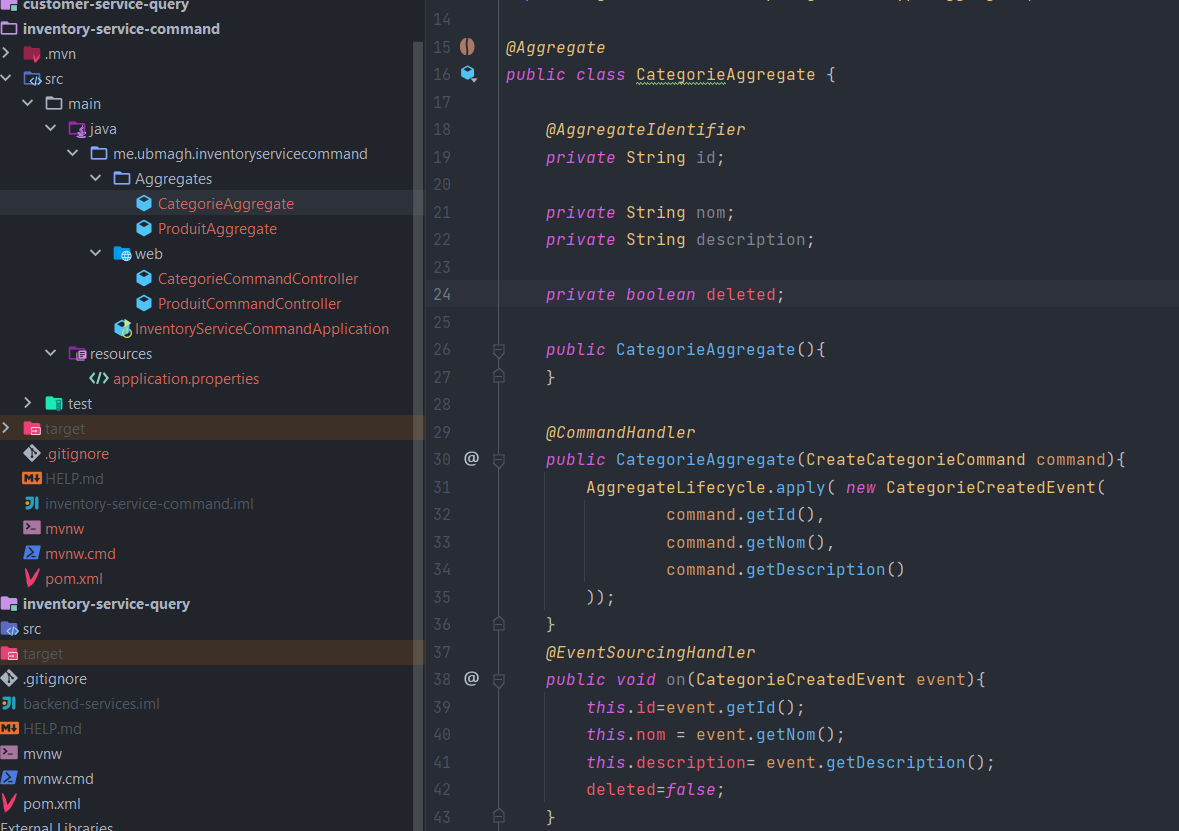 customer-service-query
inventory-service-command
.mvn
src
main
java
me.ubmagh.inventoryservicecommand
Aggregates
CategorieAggregate
ProduitAggregate
web
CategorieCommandController
ProduitCommandController
InventoryServiceCommandApplication
resources
application.properties
test
target
.gitignore
HELP.md
inventory-service-command.iml
mvnw
mvnw.cmd
pom.xml
inventory-service-query
src
target
.gitignore
backend-services.iml
HELP.md
mvnw
mvnw.cmd
pom.xml
External Libraries
14
15 @Aggregate
16 public class CategorieAggregate {
17
18 @AggregateIdentifier
19 private String id;
20
21 private String nom;
22 private String description;
23
24 private boolean deleted;
25
26 public CategorieAggregate(){
27 }
28
29 @CommandHandler
30 public CategorieAggregate(CreateCategorieCommand command){
31 AggregateLifecycle.apply( new CategorieCreatedEvent(
32 command.getId(),
33 command.getNom(),
34 command.getDescription()
35 ));
36 }
37 @EventSourcingHandler
38 public void on(CategorieCreatedEvent event){
39 this.id=event.getId();
40 this.nom = event.getNom();
41 this.description= event.getDescription();
42 deleted=false;
43 }